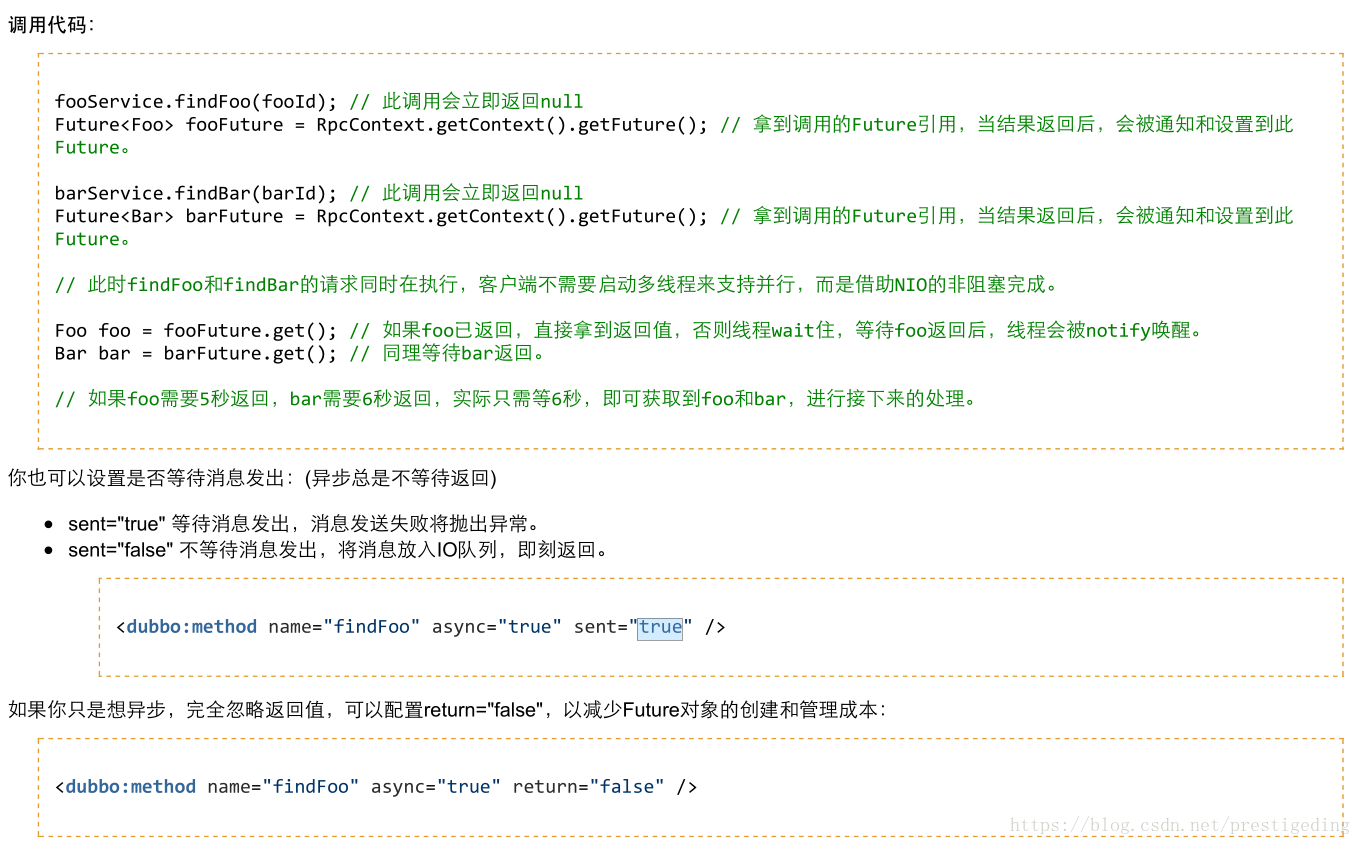 调用代码：
fooService.findFoo(fooId); // 此调用会立即返回null
Future<Foo> fooFuture = RpcContext.getContext().getFuture(); // 拿到调用的Future引用，当结果返回后，会被通知和设置到此
Future。
barService.findBar(barId); // 此调用会立即返回null
Future<Bar> barFuture = RpcContext.getContext().getFuture(); // 拿到调用的Future引用，当结果返回后，会被通知和设置到此
Future。
// 此时findFoo和findBar的请求同时在执行，客户端不需要启动多线程来支持并行，而是借助NIO的非阻塞完成。
Foo foo = fooFuture.get(); // 如果foo已返回，直接拿到返回值，否则线程wait住，等待foo返回后，线程会被notify唤醒。
Bar bar = barFuture.get(); // 同理等待bar返回。
// 如果foo需要5秒返回，bar需要6秒返回，实际只需等6秒，即可获取到foo和bar，进行接下来的处理。
你也可以设置是否等待消息发出：(异步总是不等待返回)
● sent="true" 等待消息发出，消息发送失败将抛出异常。
● sent="false" 不等待消息发出，将消息放入IO队列，即刻返回。
<dubbo:method name="findFoo" async="true" sent="true" />
如果你只是想异步，完全忽略返回值，可以配置return="false"，以减少Future对象的创建和管理成本：
<dubbo:method name="findFoo" async="true" return="false" />
https://blog.csdn.net/prestigeding